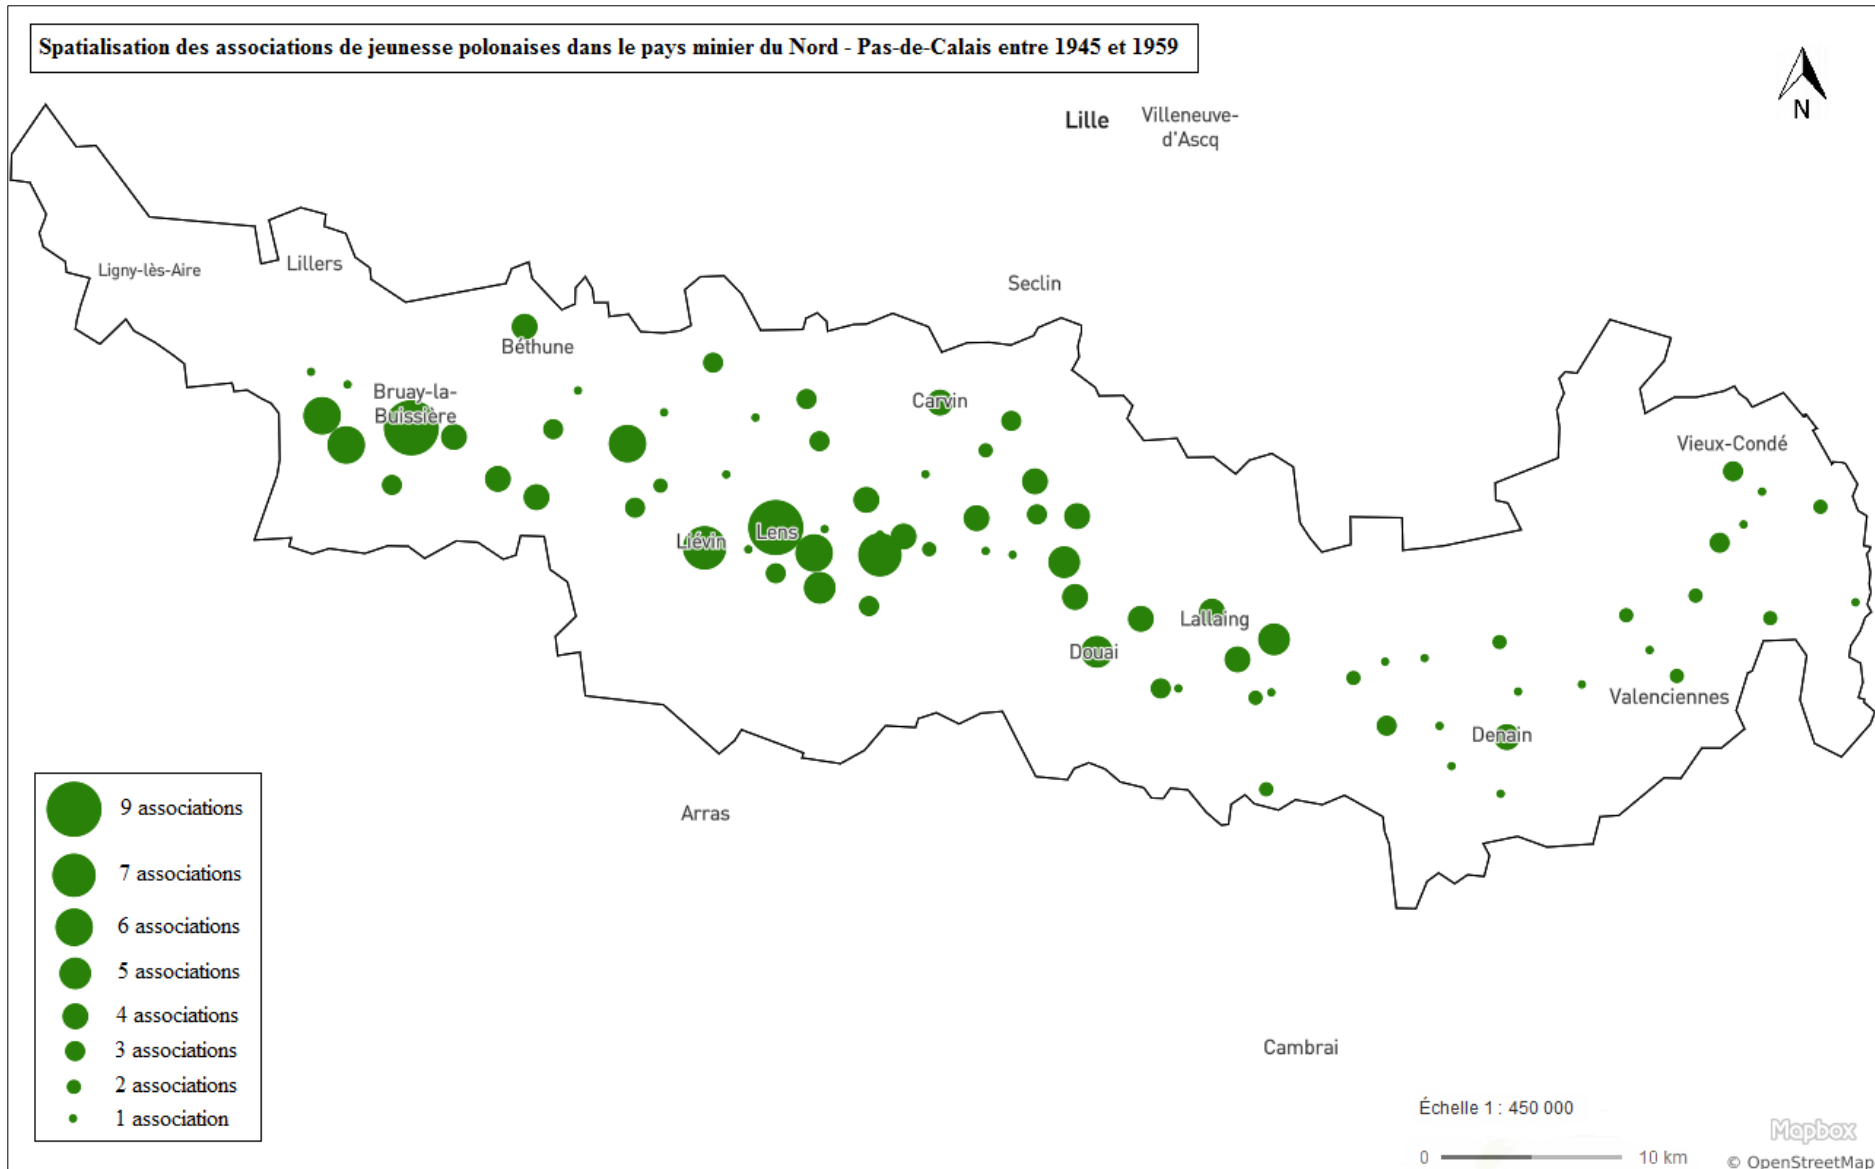 Spatialisation des associations de jeunesse polonaises dans le pays minier du Nord - Pas-de-Calais entre 1945 et 1959
N
Lille
Villeneuve-
d'Ascq
Ligny-lès-Aire
Lillers
Seclin
Béthune
Bruay-la-
Buissière
Carvin
Vieux-Condé
Liévin
Lens
Lallaing
Douai
Valenciennes
Denain
Arras
Cambrai
9 associations
7 associations
6 associations
5 associations
4 associations
3 associations
2 associations
1 association
Échelle 1 : 450 000
0
10 km
Mapbox
© OpenStreetMap